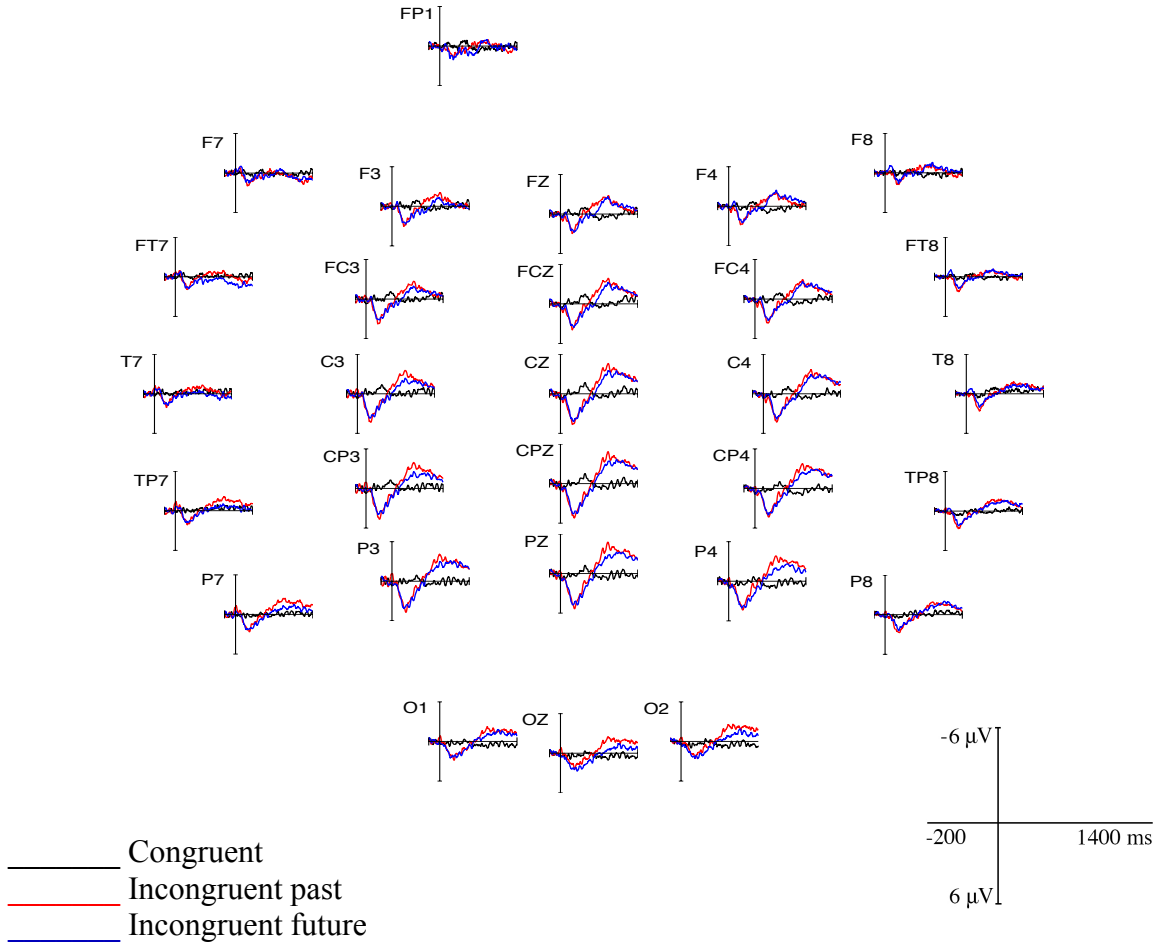 FP1
F7
F8
F3
FZ
F4
FT7
FT8
FC3
FCZ
FC4
T7
C3
CZ
C4
T8
CP3
CPZ
CP4
TP7
TP8
P3
PZ
P4
P7
P8
O1
OZ
O2
-6 μV
-200 1400 ms
6 μV
Congruent
Incongruent past
Incongruent future